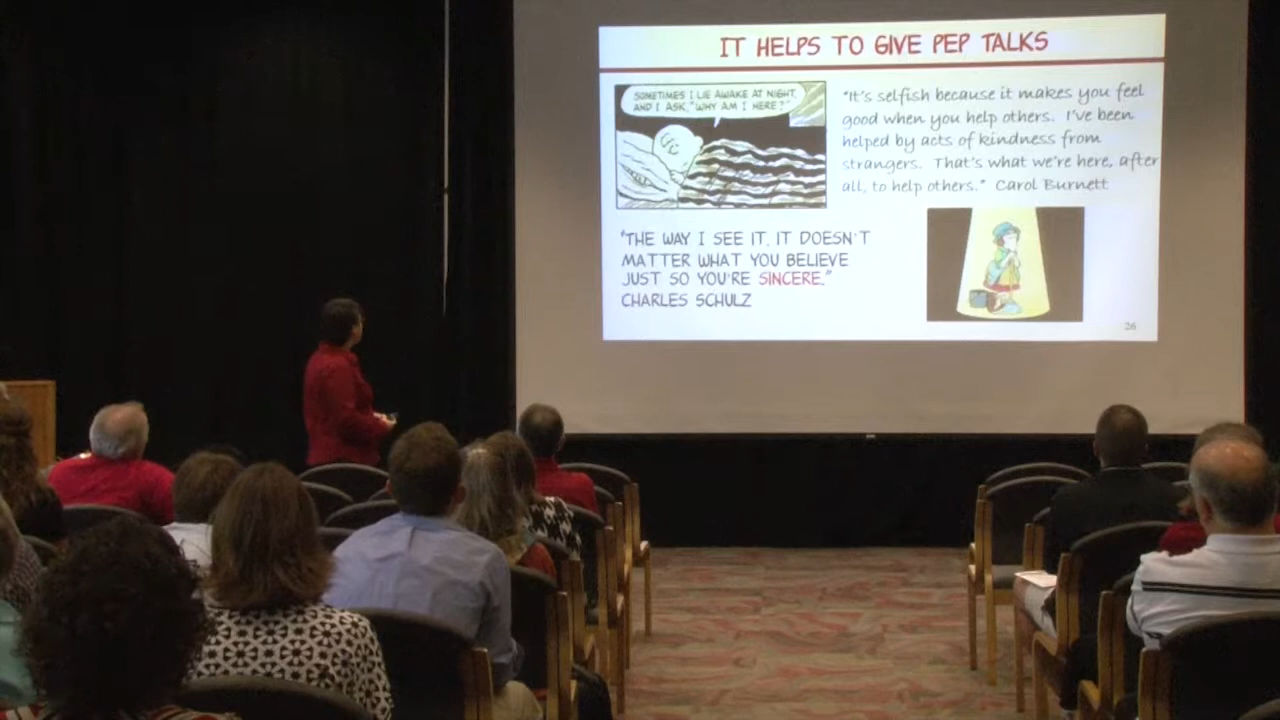 IT HELPS TO GIVE PEP TALKS
SOMETIMES I LIE AWAKE AT NIGHT,
AND I ASK, "WHY AM I HERE?"
"It's selfish because it makes you feel
good when you help others. I've been
helped by acts of kindness from
strangers. That's what we're here, after
all, to help others." Carol Burnett
"THE WAY I SEE IT, IT DOESN'T
MATTER WHAT YOU BELIEVE
JUST SO YOU'RE SINCERE."
CHARLES SCHULZ
26